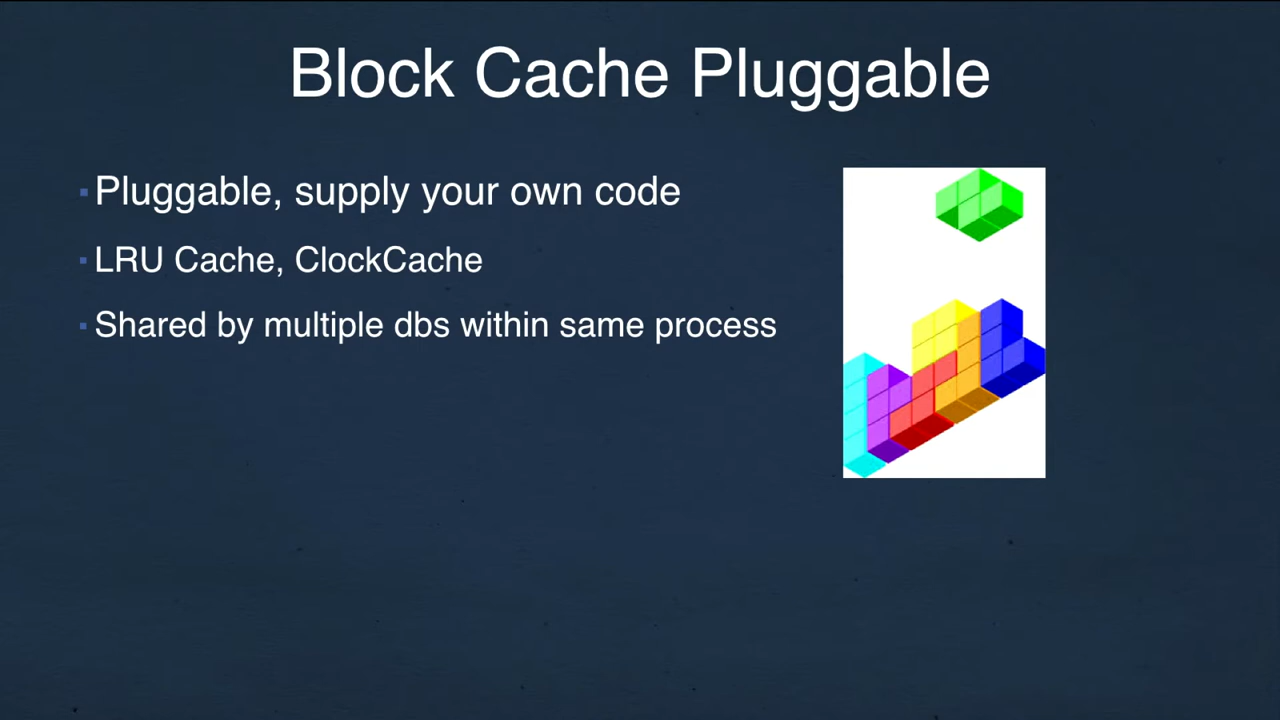 Block Cache Pluggable
Pluggable, supply your own code
LRU Cache, ClockCache
Shared by multiple dbs within same process